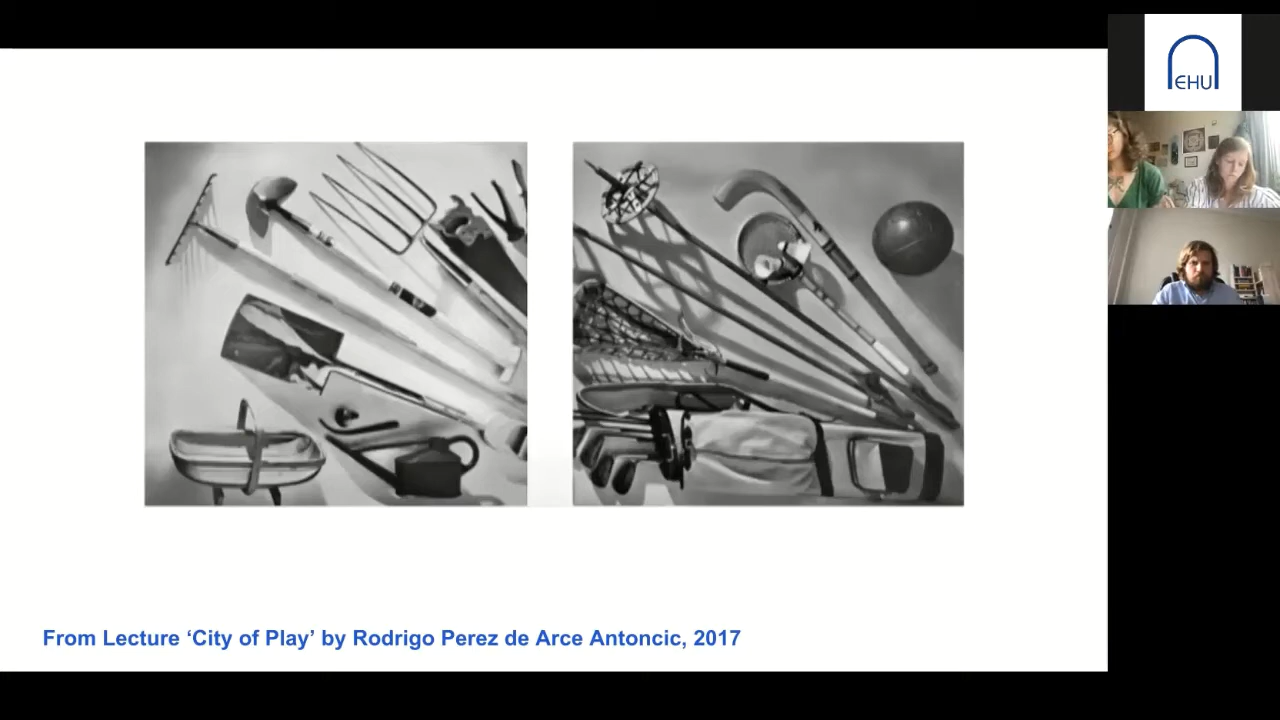 EHU
From Lecture ‘City of Play’ by Rodrigo Perez de Arce Antoncic, 2017